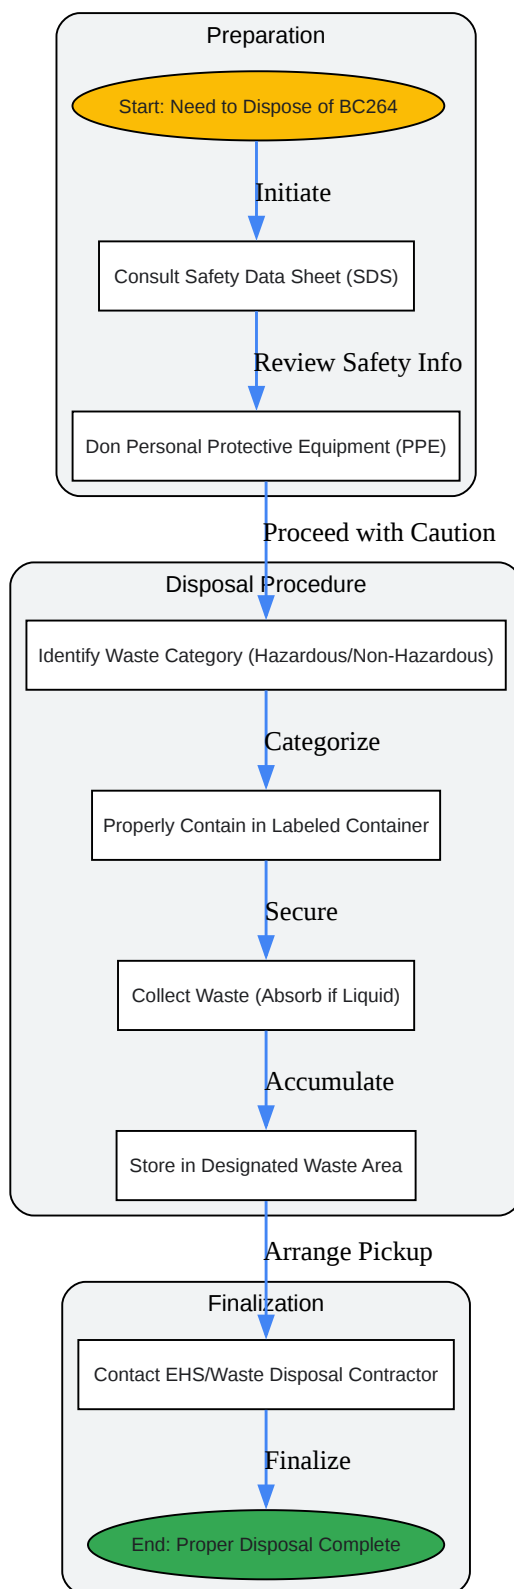 Preparation
Start: Need to Dispose of BC264
Initiate
Consult Safety Data Sheet (SDS)
Review Safety Info
Don Personal Protective Equipment (PPE)
Proceed with Caution
Disposal Procedure
Identify Waste Category (Hazardous/Non-Hazardous)
Categorize
Properly Contain in Labeled Container
Secure
Collect Waste (Absorb if Liquid)
Accumulate
Store in Designated Waste Area
Arrange Pickup
Finalization
Contact EHS/Waste Disposal Contractor
Finalize
End: Proper Disposal Complete